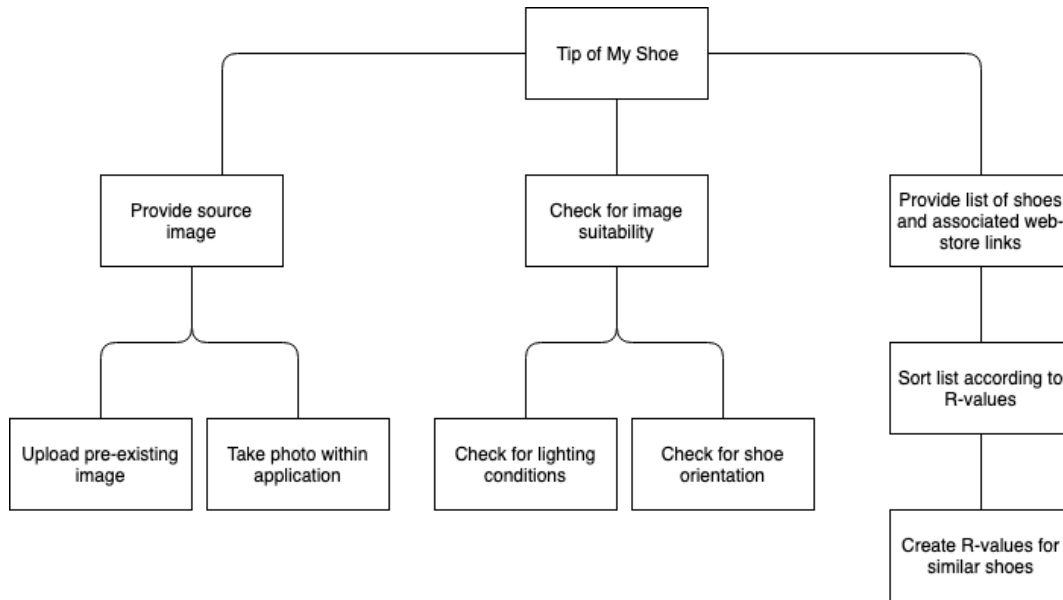 Tip of My Shoe
Provide source
image
Check for image
suitability
Provide list of shoes
and associated web-
store links
Upload pre-existing
image
Take photo within
application
Check for lighting
conditions
Check for shoe
orientation
Sort list according to
R-values
Create R-values for
similar shoes